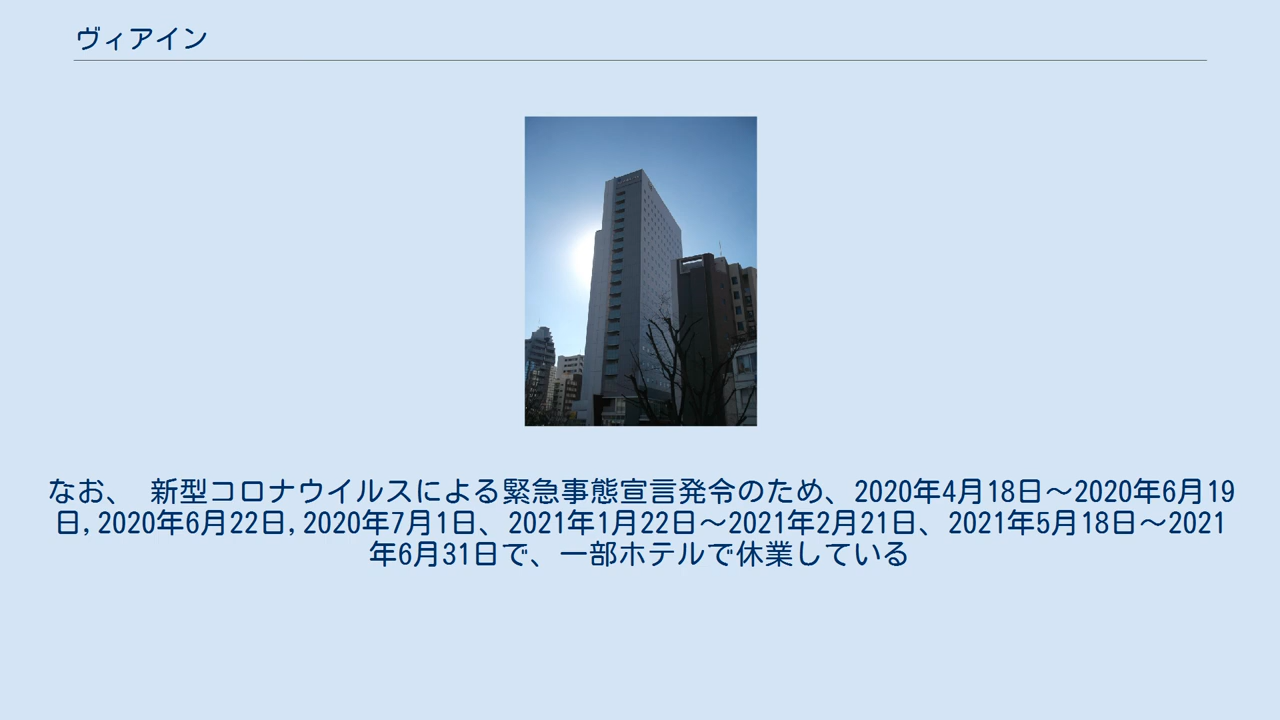 ヴィアイン
なお、 新型コロナウイルスによる緊急事態宣言発令のため、2020年4月18日～2020年6月19
日,2020年6月22日,2020年7月1日、2021年1月22日～2021年2月21日、2021年5月18日～2021
年6月31日で、一部ホテルで休業している